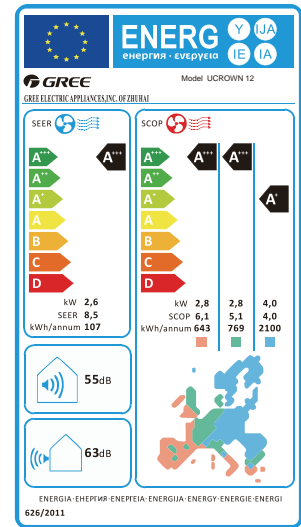 ENERG
енергия · ενεργεια
Y IJA
IE IA
GREE
Model UCROWN 12
GREE ELECTRIC APPLIANCES,INC. OF ZHUHAI
SEER
SCOP
A+++ A+++
A++
A+
A
B
C
D
A+++ A+++ A+++
A++
A+ A+
A
B
C
D
kW 2,6
SEER 8,5
kWh/annum 107
kW 2,8 2,8 4,0
SCOP 6,1 5,1 4,0
kWh/annum 643 769 2100
55dB
63dB
ENERGIA·ЕНЕРГИЯ·ΕΝΕΡΓΕΙΑ·ENERGIJA·ENERGY·ENERGIE·ENERGI
626/2011